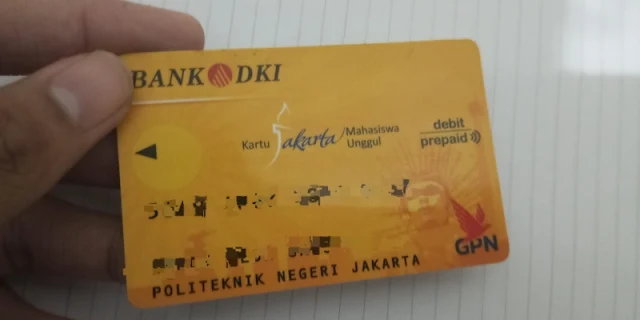 BANK DKI
Kartu Jakarta Mahasiswa Unggul
debit
prepaid
GPN
POLITEKNIK NEGERI JAKARTA